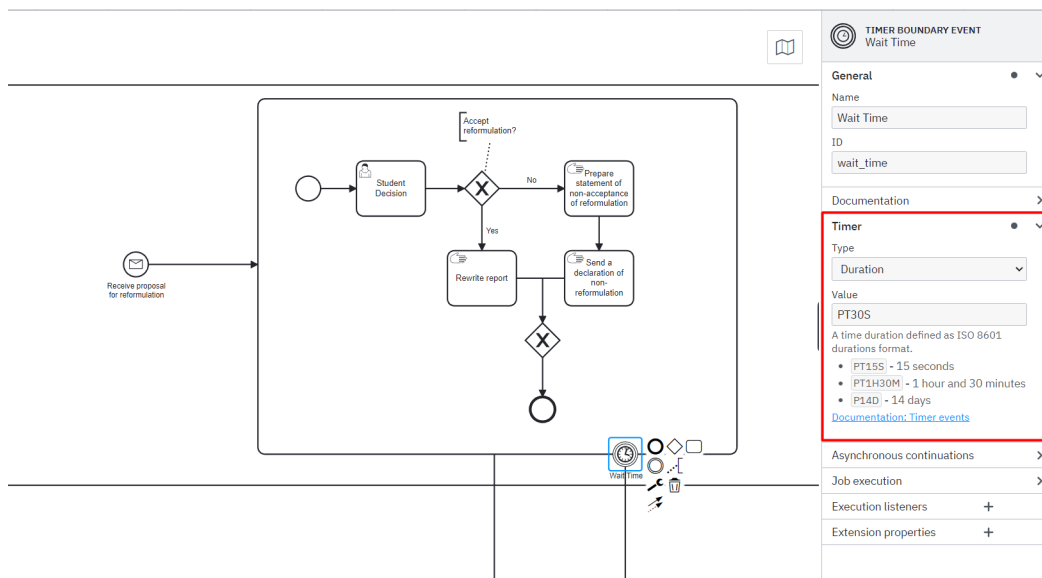 Accept
reformulation?
Student
Decision
No
Prepare
statement of
non-acceptance
of reformulation
Yes
Receive proposal
for reformulation
Rewrite report
Send a
declaration of
non-
reformulation
Wait Time
TIMER BOUNDARY EVENT
Wait Time
General
Name
Wait Time
ID
wait_time
Documentation
Timer
Type
Duration
Value
PT30S
A time duration defined as ISO 8601
durations format.
PT15S - 15 seconds
PT1H30M - 1 hour and 30 minutes
P14D - 14 days
Documentation: Timer events
Asynchronous continuations
Job execution
Execution listeners
Extension properties